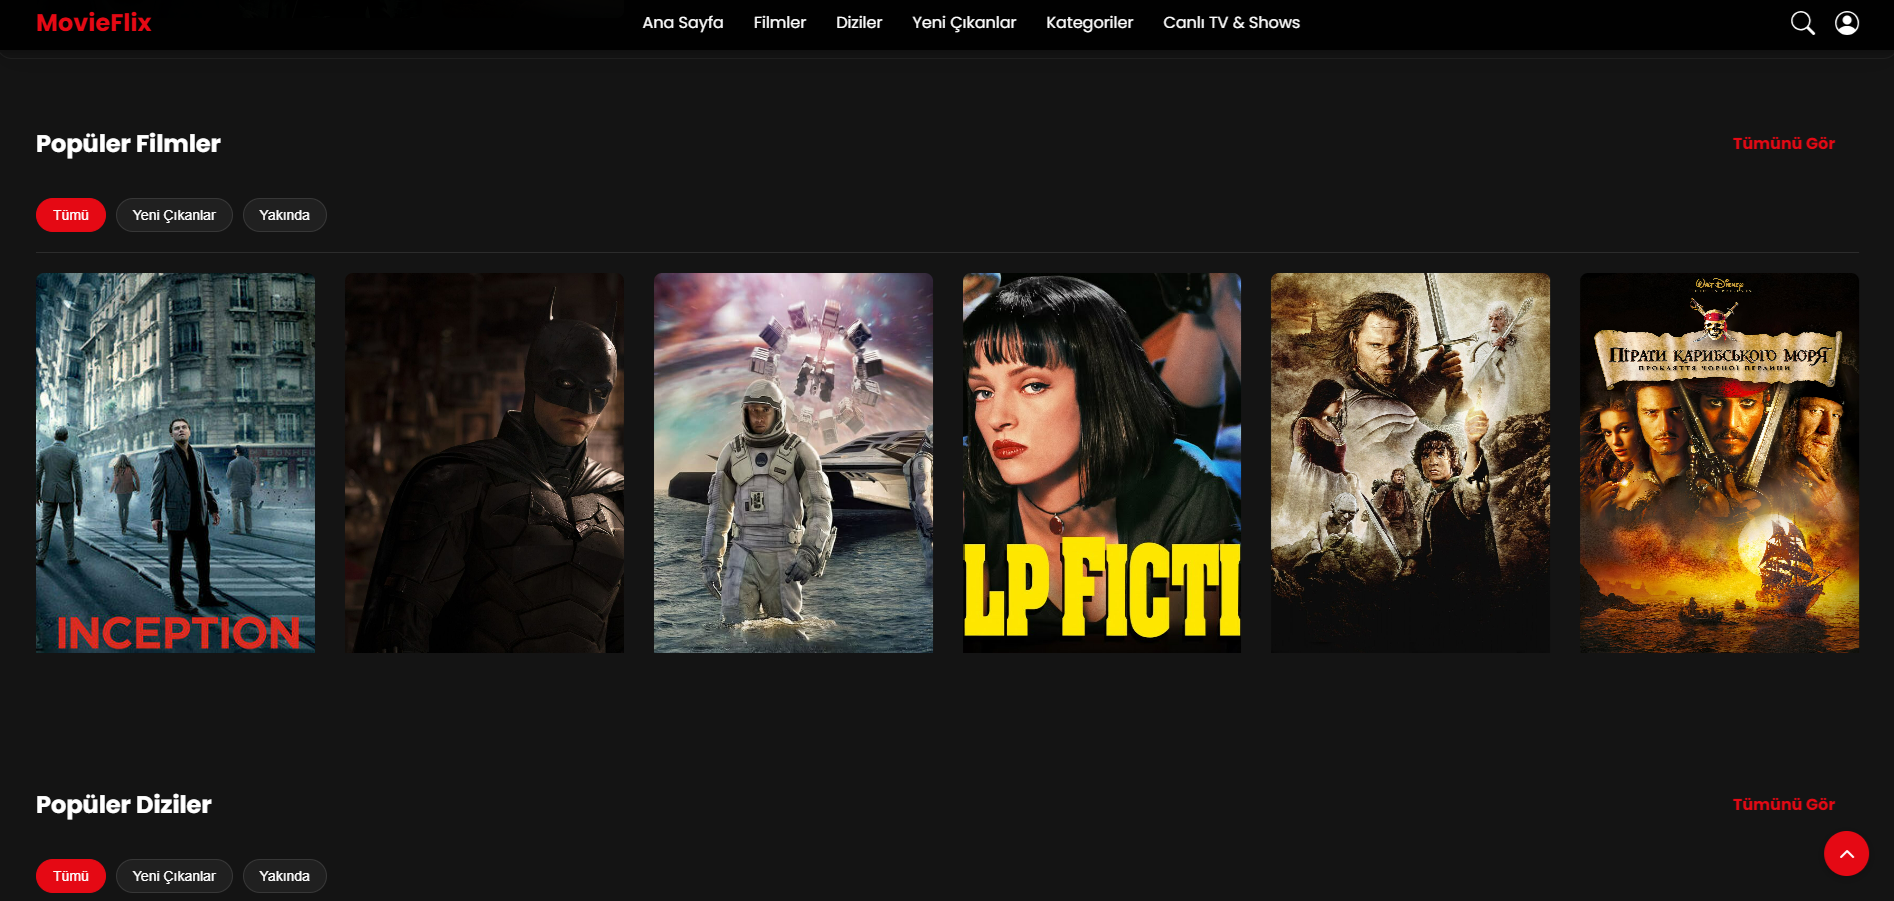 MovieFlix
Ana Sayfa
Filmler
Diziler
Yeni Çıkanlar
Kategoriler
Canlı TV & Shows
Popüler Filmler
Tümünü Gör
Tümü
Yeni Çıkanlar
Yakında
BONHEU
INCEPTION
LP FICTI
WALT DISNEY
ПІРАТИ КАРИБСЬКОГО МОРЯ
ПРОКЛЯТТЯ ЧОРНОЇ ПЕРЛИНИ
Popüler Diziler
Tümünü Gör
Tümü
Yeni Çıkanlar
Yakında